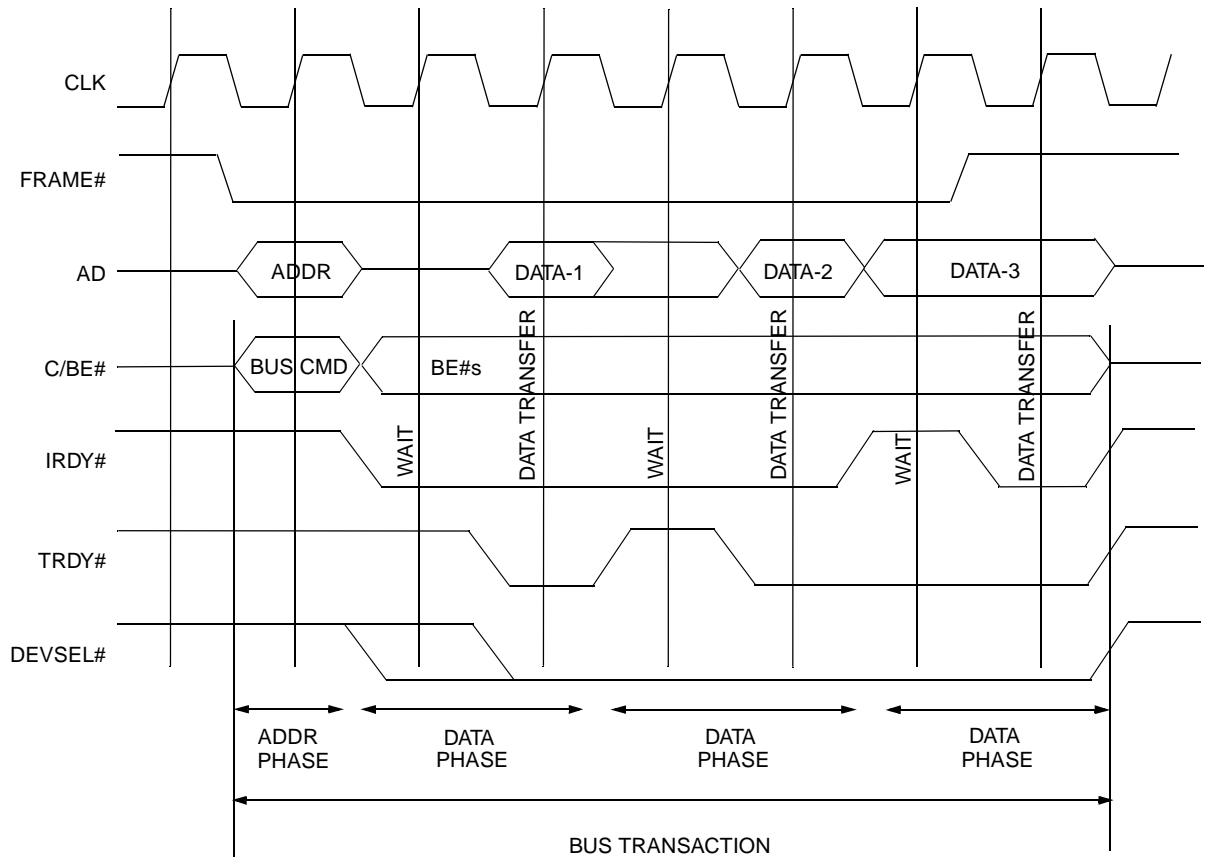 CLK
FRAME#
AD
ADDR
DATA-1
DATA-2
DATA-3
C/BE#
BUS CMD
BE#s
IRDY#
WAIT
DATA TRANSFER
WAIT
DATA TRANSFER
WAIT
DATA TRANSFER
TRDY#
DEVSEL#
ADDR
PHASE
DATA
PHASE
DATA
PHASE
DATA
PHASE
BUS TRANSACTION